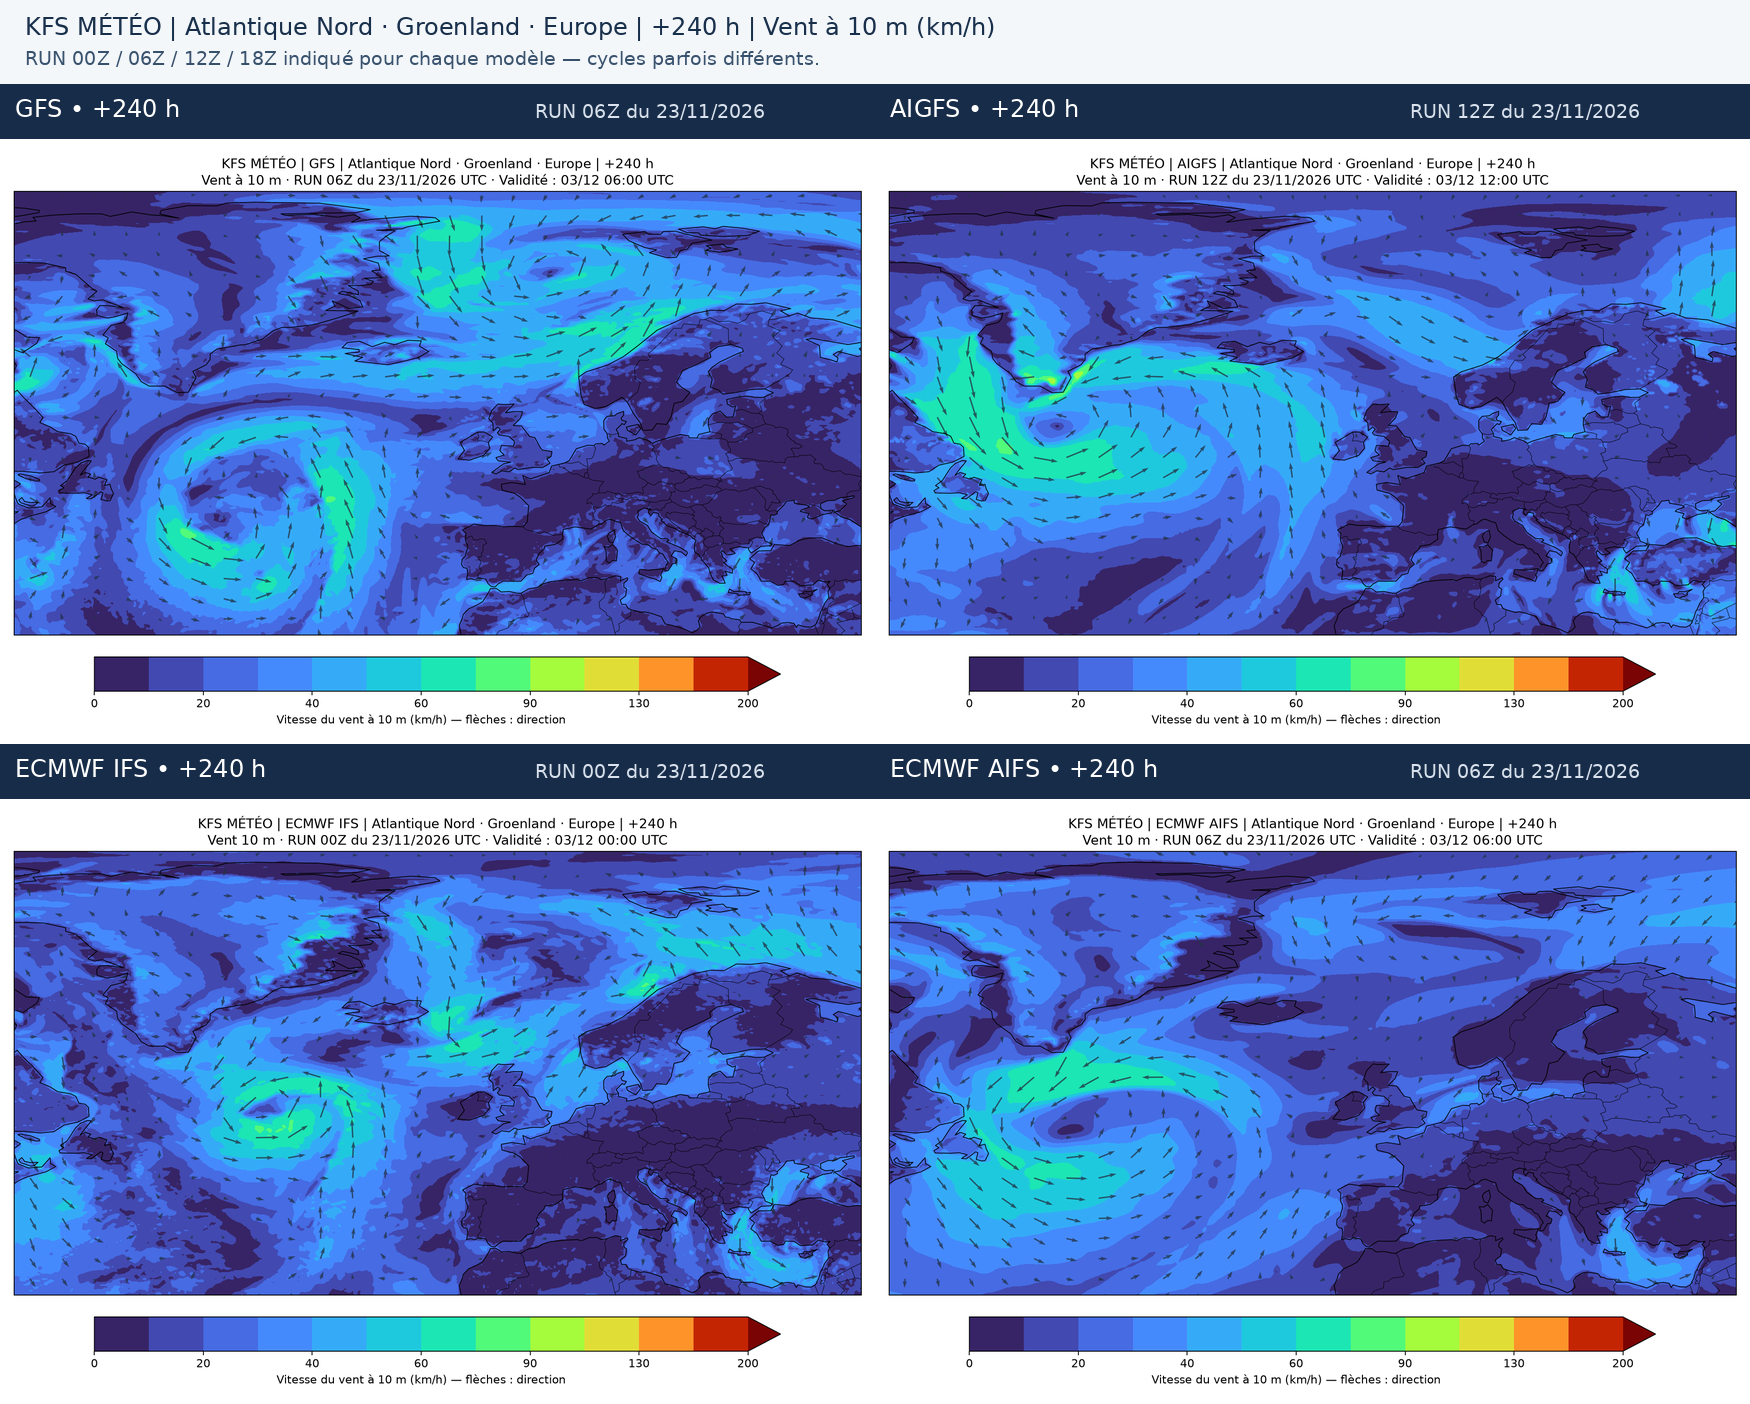 KFS MÉTÉO | Atlantique Nord · Groenland · Europe | +240 h | Vent à 10 m (km/h)
RUN 00Z / 06Z / 12Z / 18Z indiqué pour chaque modèle — cycles parfois différents.
GFS • +240 h RUN 06Z du 23/11/2026
KFS MÉTÉO | GFS | Atlantique Nord · Groenland · Europe | +240 h
Vent à 10 m · RUN 06Z du 23/11/2026 UTC · Validité : 03/12 06:00 UTC
0 20 40 60 90 130 200
Vitesse du vent à 10 m (km/h) — flèches : direction
AIGFS • +240 h RUN 12Z du 23/11/2026
KFS MÉTÉO | AIGFS | Atlantique Nord · Groenland · Europe | +240 h
Vent à 10 m · RUN 12Z du 23/11/2026 UTC · Validité : 03/12 12:00 UTC
0 20 40 60 90 130 200
Vitesse du vent à 10 m (km/h) — flèches : direction
ECMWF IFS • +240 h RUN 00Z du 23/11/2026
KFS MÉTÉO | ECMWF IFS | Atlantique Nord · Groenland · Europe | +240 h
Vent 10 m · RUN 00Z du 23/11/2026 UTC · Validité : 03/12 00:00 UTC
0 20 40 60 90 130 200
Vitesse du vent à 10 m (km/h) — flèches : direction
ECMWF AIFS • +240 h RUN 06Z du 23/11/2026
KFS MÉTÉO | ECMWF AIFS | Atlantique Nord · Groenland · Europe | +240 h
Vent 10 m · RUN 06Z du 23/11/2026 UTC · Validité : 03/12 06:00 UTC
0 20 40 60 90 130 200
Vitesse du vent à 10 m (km/h) — flèches : direction